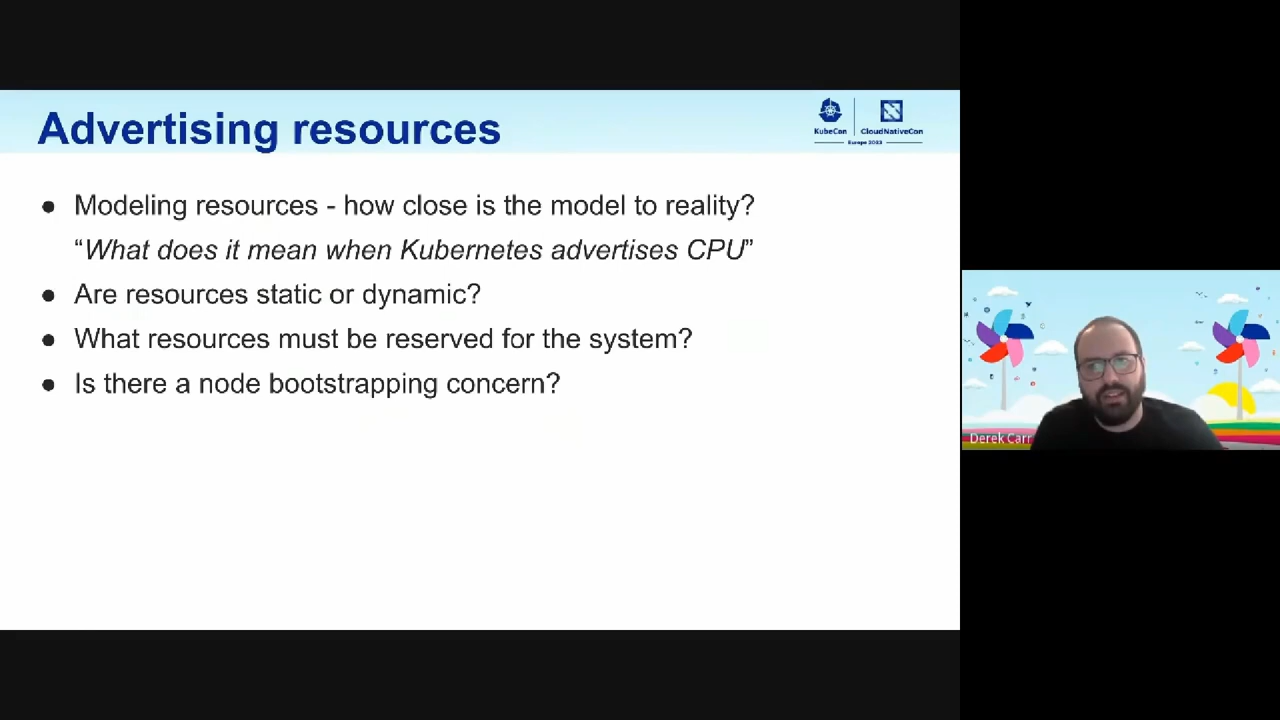 Advertising resources
KubeCon
CloudNativeCon
Europe 2023
● Modeling resources - how close is the model to reality?
“What does it mean when Kubernetes advertises CPU”
● Are resources static or dynamic?
● What resources must be reserved for the system?
● Is there a node bootstrapping concern?
Derek Carr